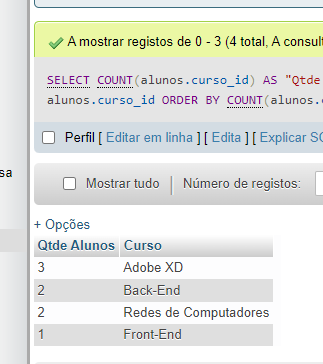 A mostrar registos de 0 - 3 (4 total, A consult
SELECT COUNT(alunos.curso_id) AS "Qtde
alunos.curso_id ORDER BY COUNT(alunos.c
Perfil [ Editar em linha ] [ Edita ] [ Explicar SQ
sa
Mostrar tudo
Número de registos:
+ Opções
Qtde Alunos Curso
3 Adobe XD
2 Back-End
2 Redes de Computadores
1 Front-End